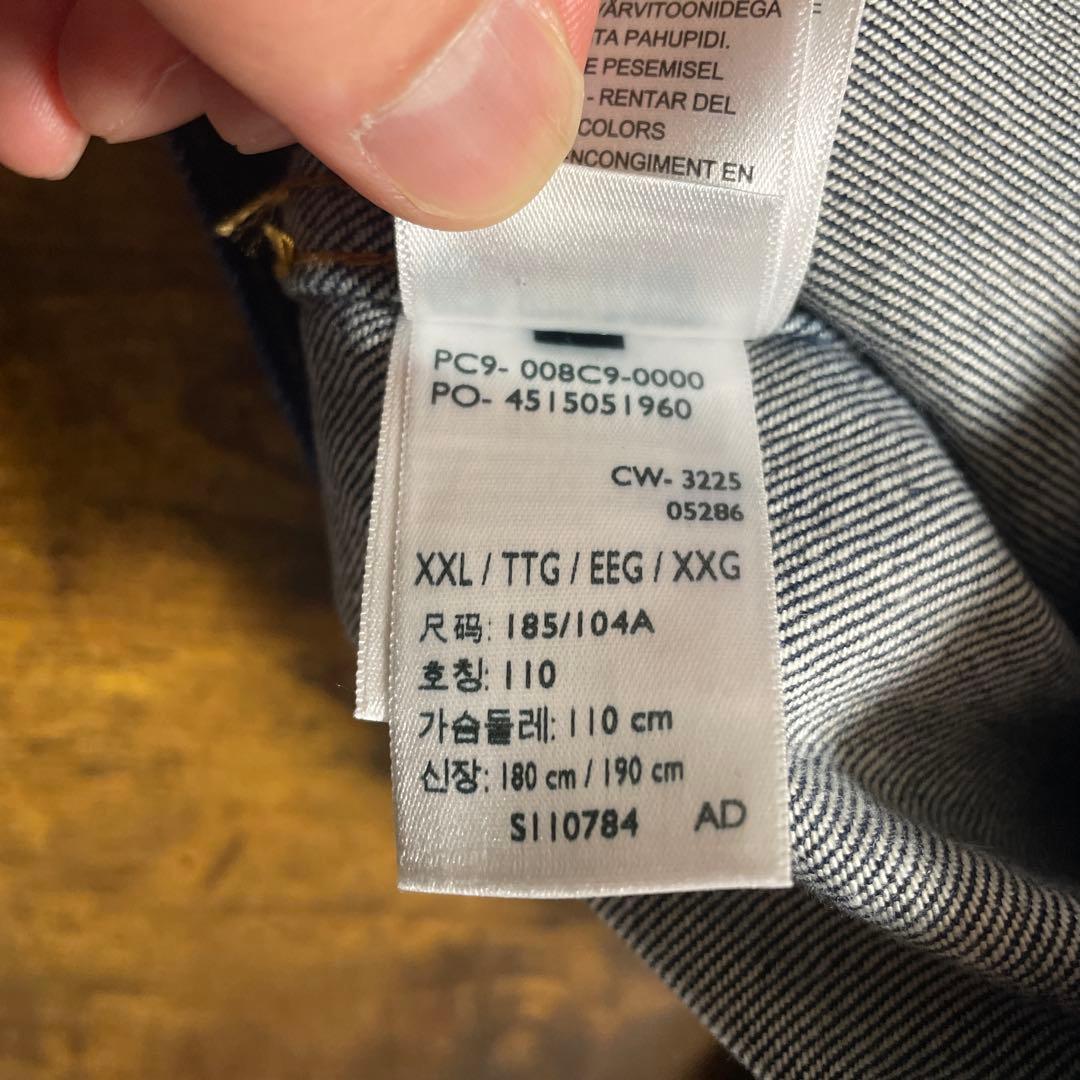 VÄRVITOONIDEGA
TA PAHUPIDI.
E PESEMISEL
- RENTAR DEL
COLORS
ENCONGIMENT EN
PC9- 008C9-0000
PO- 4515051960
CW- 3225
05286
XXL / TTG / EEG / XXG
尺码: 185/104A
호칭: 110
가슴둘레: 110 cm
신장: 180 cm / 190 cm
S110784 AD